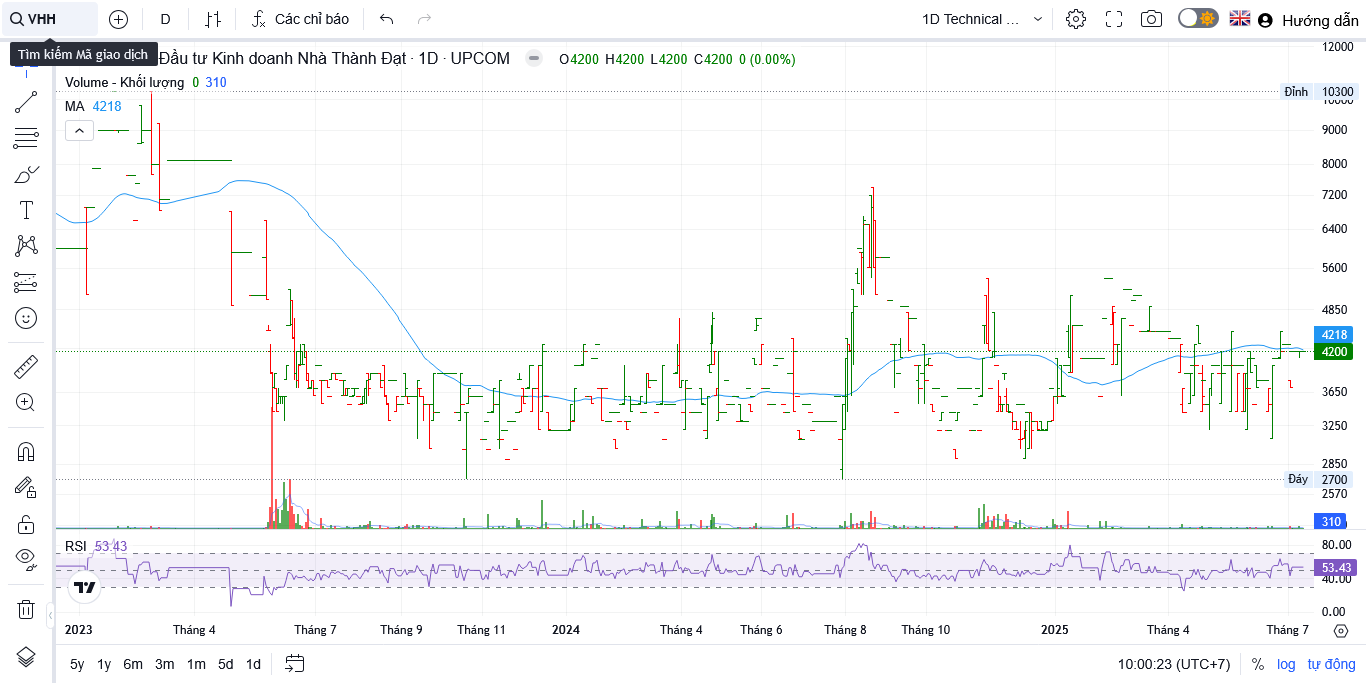 VHH D Các chỉ báo 1D Technical ... Hướng dẫn
Tìm kiếm Mã giao dịch
Đầu tư Kinh doanh Nhà Thành Đạt · 1D · UPCOM O4200 H4200 L4200 C4200 0 (0.00%)
Volume - Khối lượng 0 310
MA 4218
12000
Đỉnh 10300
10000
9000
8000
7200
6400
5600
4850
4218
4200
3650
3250
2850
Đáy 2700
2570
310
RSI 53.43
80.00
53.43
40.00
0.00
2023 Tháng 4 Tháng 7 Tháng 9 Tháng 11 2024 Tháng 4 Tháng 6 Tháng 8 Tháng 10 2025 Tháng 4 Tháng 7
5y 1y 6m 3m 1m 5d 1d 10:00:23 (UTC+7) % log tự động